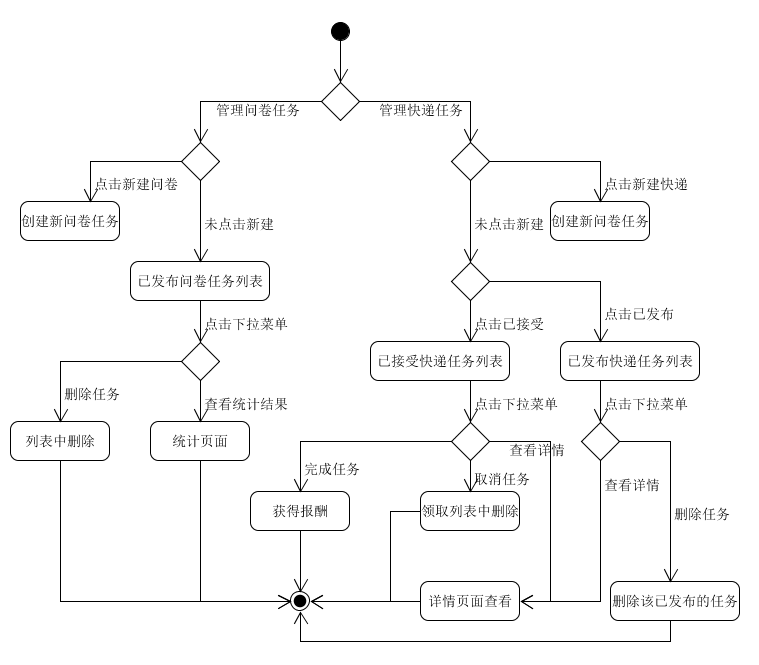 管理问卷任务
管理快递任务
点击新建问卷
点击新建快递
创建新问卷任务
未点击新建
未点击新建
创建新问卷任务
已发布问卷任务列表
点击下拉菜单
点击已接受
点击已发布
已接受快递任务列表
已发布快递任务列表
删除任务
查看统计结果
点击下拉菜单
点击下拉菜单
列表中删除
统计页面
查看详情
完成任务
取消任务
查看详情
获得报酬
领取列表中删除
删除任务
详情页面查看
删除该已发布的任务